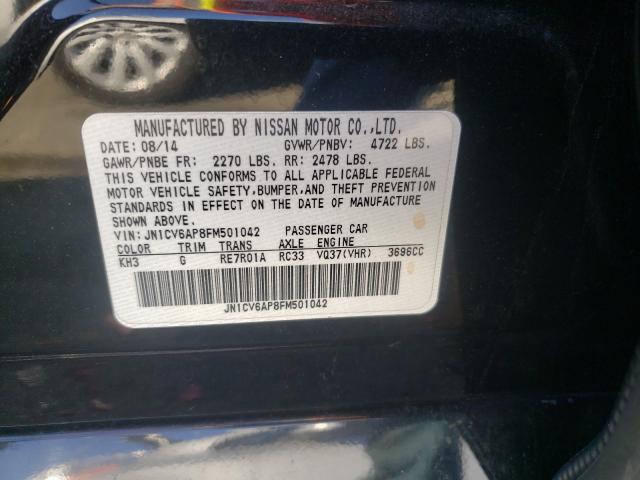 MANUFACTURED BY NISSAN MOTOR CO.,LTD.
DATE: 08/14 GVWR/PNBV: 4722 LBS.
GAWR/PNBE FR: 2270 LBS. RR: 2478 LBS.
THIS VEHICLE CONFORMS TO ALL APPLICABLE FEDERAL
MOTOR VEHICLE SAFETY,BUMPER,AND THEFT PREVENTION
STANDARDS IN EFFECT ON THE DATE OF MANUFACTURE
SHOWN ABOVE.
VIN: JN1CV6AP8FM501042 PASSENGER CAR
COLOR TRIM TRANS AXLE ENGINE
KH3 G RE7R01A RC33 VQ37(VHR) 3696CC
JN1CV6AP8FM501042